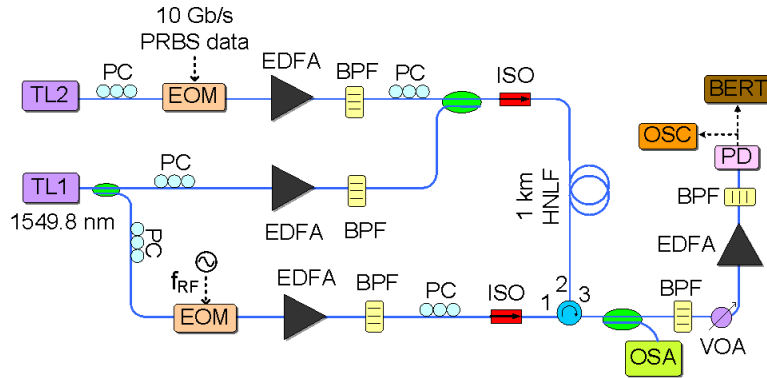 10 Gb/s
PRBS data
PC
EDFA
BPF
PC
ISO
TL2
EOM
BERT
OSC
PD
PC
TL1
1549.8 nm
EDFA
BPF
1 km
HNLF
BPF
EDFA
PC
fRF
EOM
EDFA
BPF
PC
ISO
1
2
3
BPF
VOA
OSA